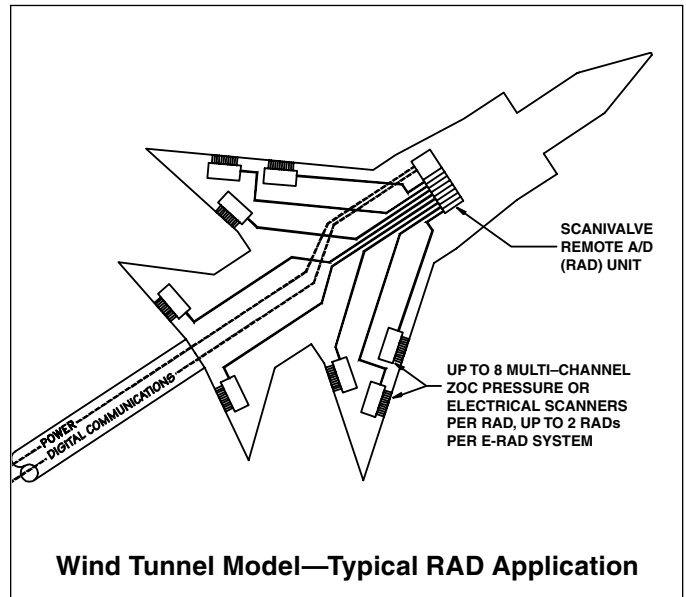 SCANIVALVE
REMOTE A/D
(RAD) UNIT
UP TO 8 MULTI–CHANNEL
ZOC PRESSURE OR
ELECTRICAL SCANNERS
PER RAD, UP TO 2 RADs
PER E-RAD SYSTEM
POWER
DIGITAL COMMUNICATIONS
Wind Tunnel Model—Typical RAD Application